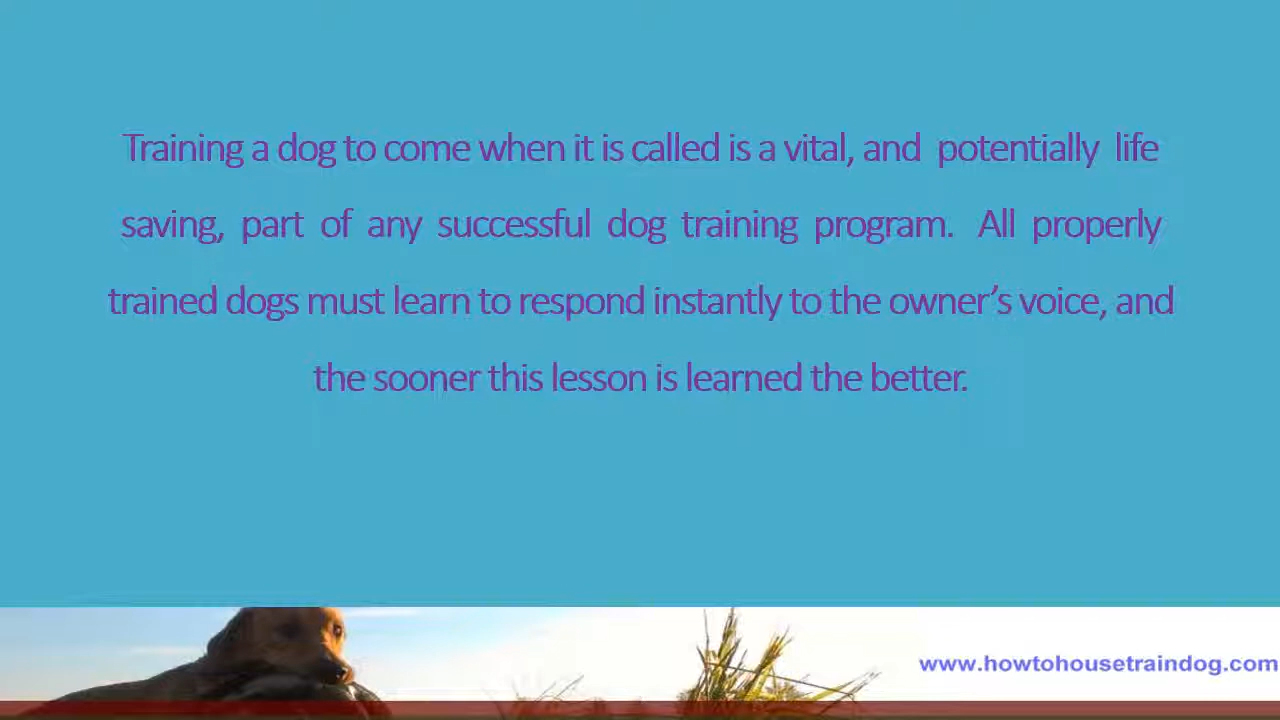 Training a dog to come when it is called is a vital, and potentially life
saving, part of any successful dog training program. All properly
trained dogs must learn to respond instantly to the owner’s voice, and
the sooner this lesson is learned the better.
www.howtohousetraindog.com